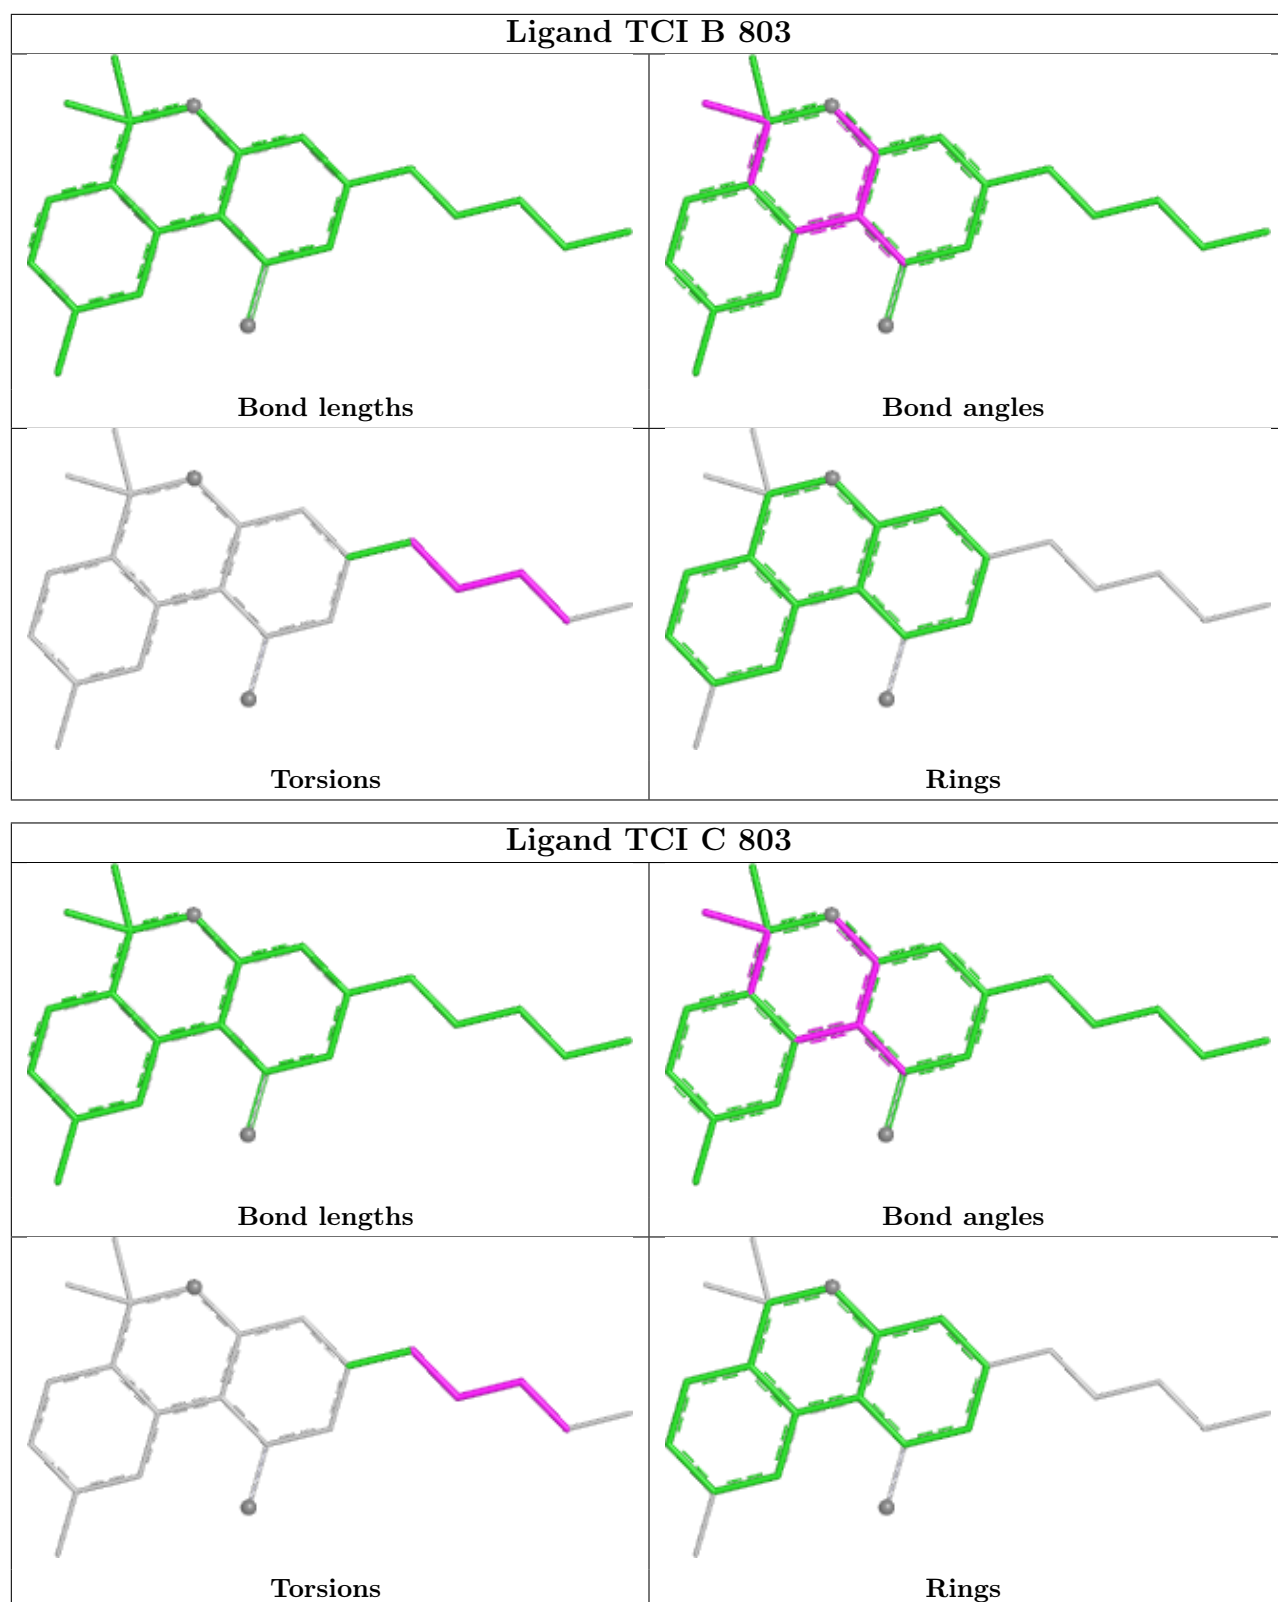 Ligand TCI B 803
Bond lengths
Bond angles
Torsions
Rings
Ligand TCI C 803
Bond lengths
Bond angles
Torsions
Rings